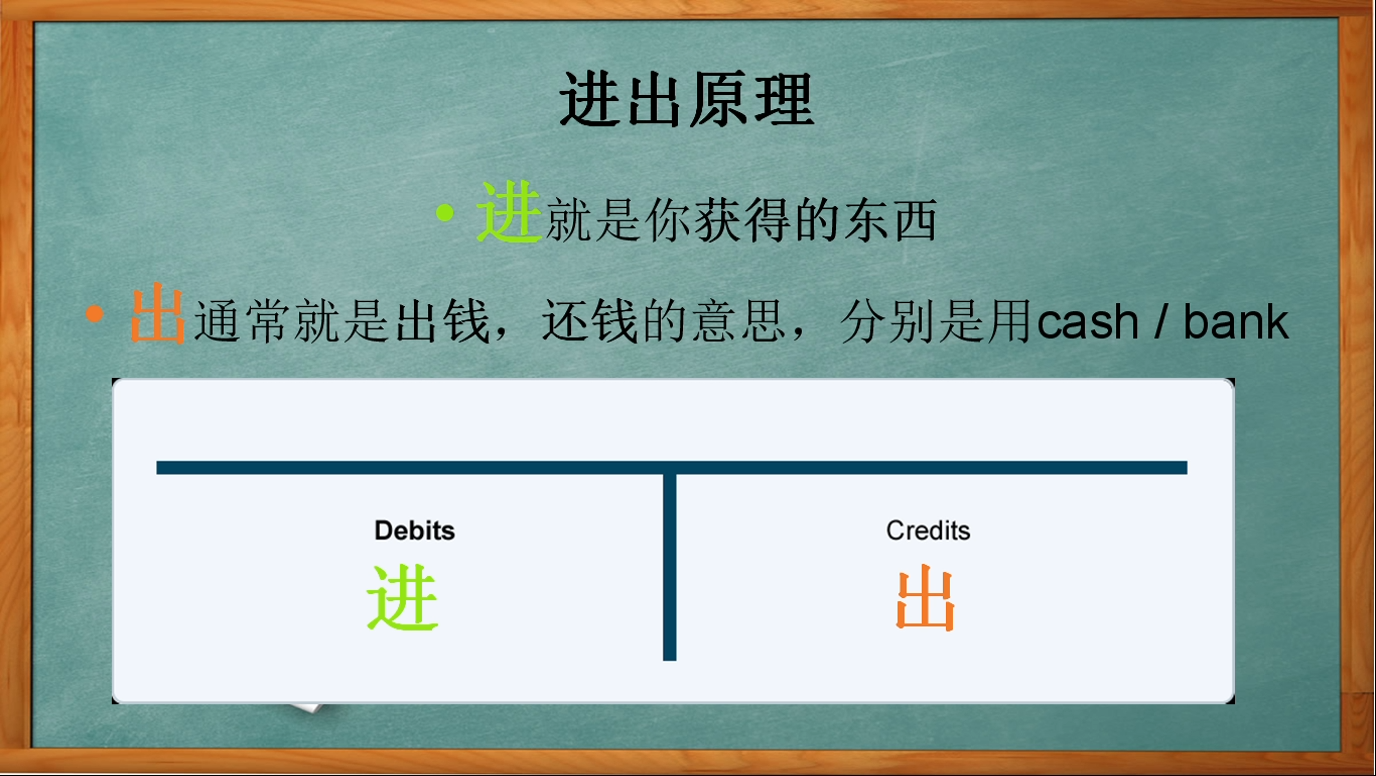 进出原理
• 进就是你获得的东西
• 出通常就是出钱，还钱的意思，分别是用cash / bank
Debits
Credits
进
出